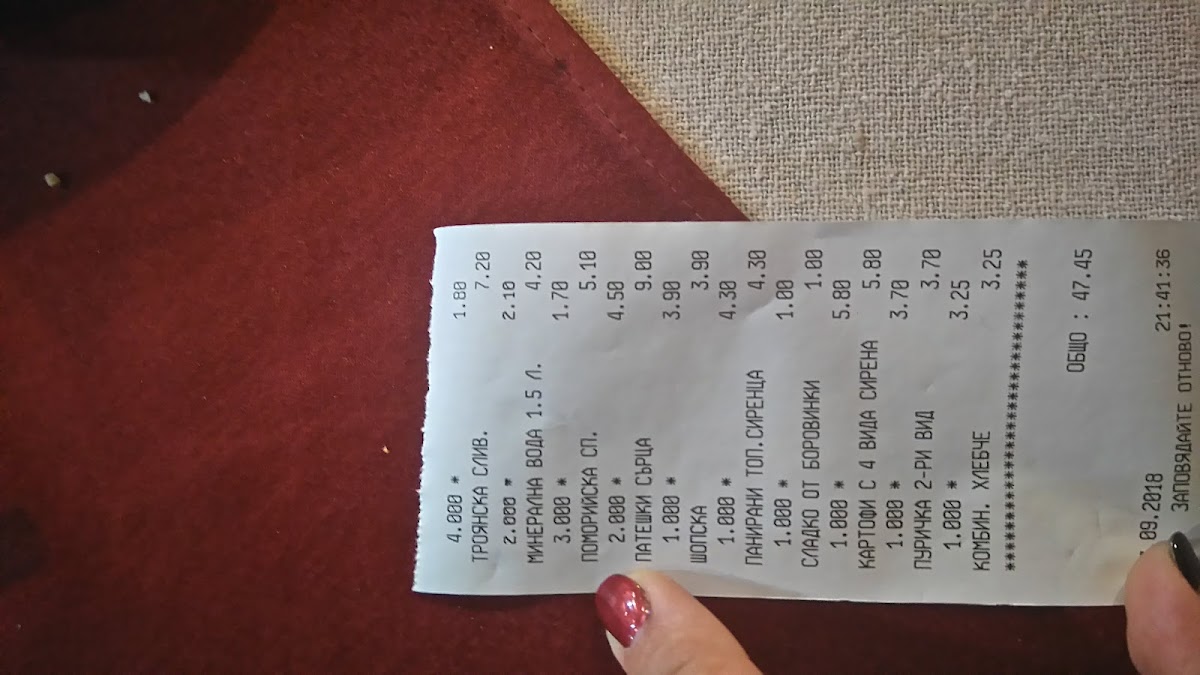 4.000 * 1.80
ТРОЯНСКА СЛИВ. 7.20
2.000 * 2.10
МИНЕРАЛНА ВОДА 1.5 Л. 4.20
3.000 * 1.70
ПОМОРИЙСКА СП. 5.10
2.000 * 4.50
ПАТЕШКИ СЪРЦА 9.00
1.000 * 3.90
ШОПСКА 3.90
1.000 * 4.30
ПАНИРАНИ ТОП.СИРЕНЦА 4.30
1.000 * 1.00
СЛАДКО ОТ БОРОВИНКИ 1.00
1.000 * 5.80
КАРТОФИ С 4 ВИДА СИРЕНА 5.80
1.000 * 3.70
ПУРИЧКА 2-РИ ВИД 3.70
1.000 * 3.25
КОМБИН. ХЛЕБЧЕ 3.25
************************************
ОБЩО : 47.45
09.2018 21:41:36
ЗАПОВЯДАЙТЕ ОТНОВО!